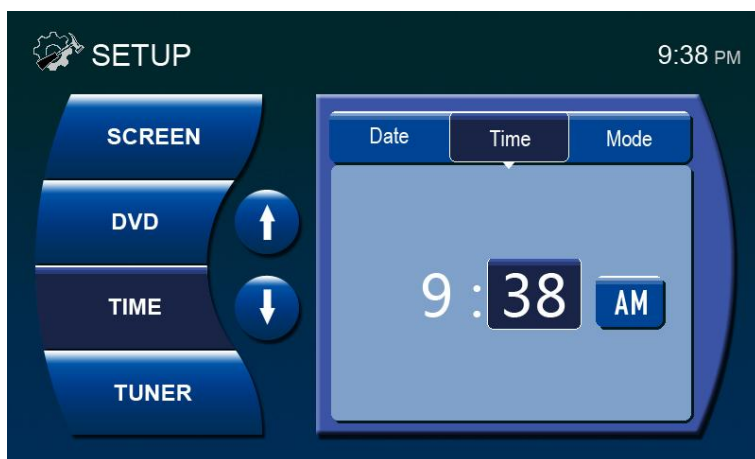 SETUP
9:38 PM
SCREEN
DVD
TIME
TUNER
Date Time Mode
9 : 38 AM